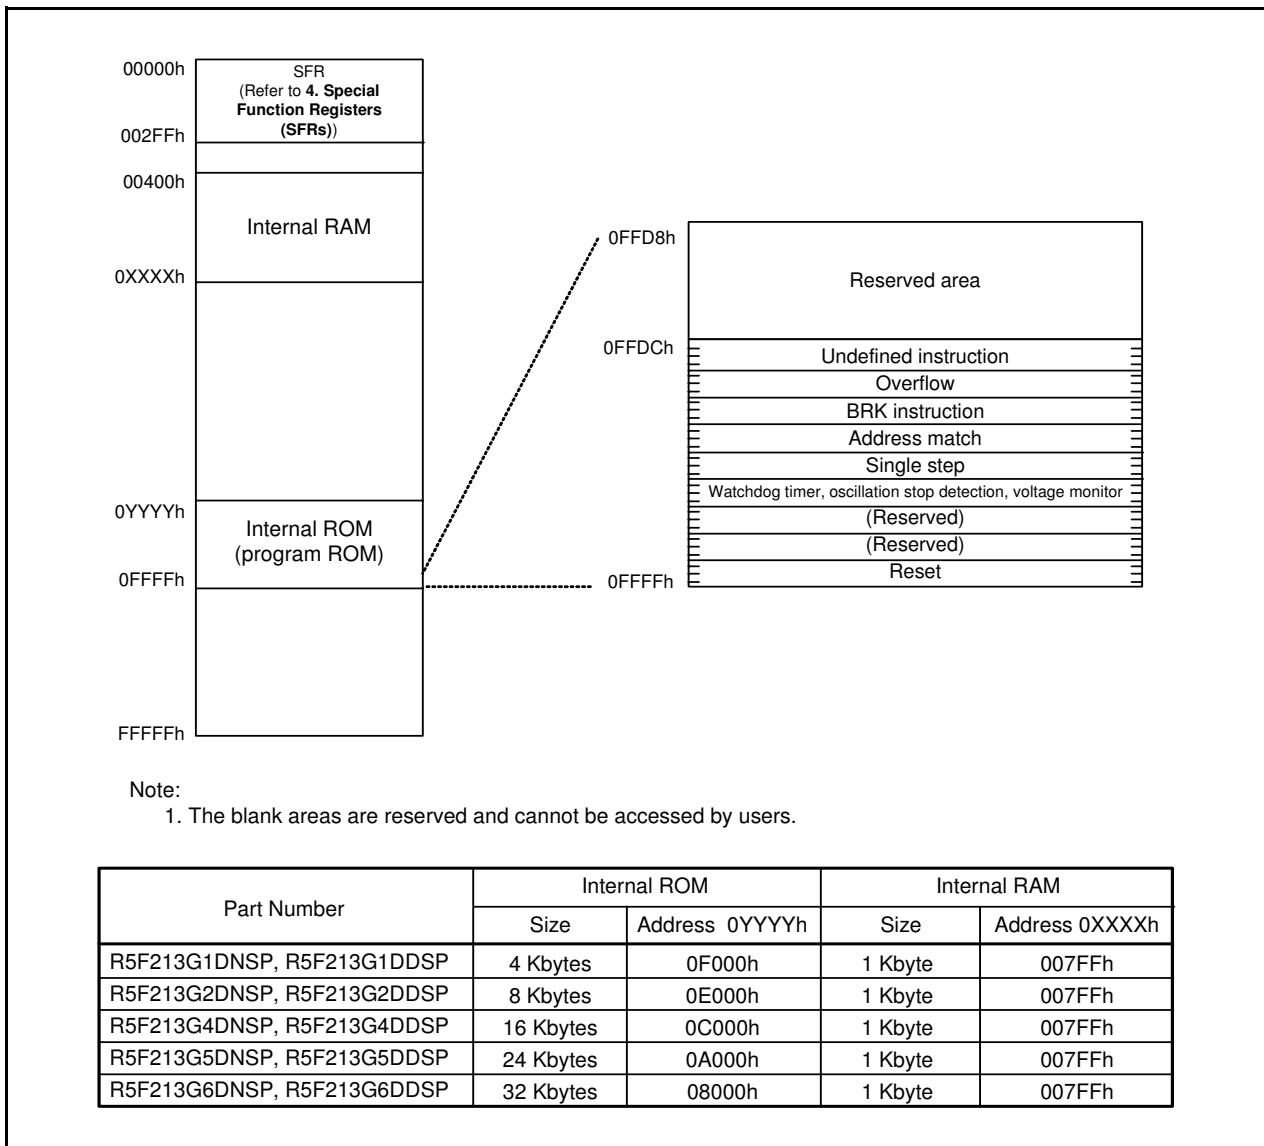 00000h
SFR
(Refer to 4. Special
Function Registers
(SFRs))
002FFh
00400h
Internal RAM
0XXXXh
0YYYYh
Internal ROM
(program ROM)
0FFFFh
FFFFFh
0FFD8h
Reserved area
0FFDCh
Undefined instruction
Overflow
BRK instruction
Address match
Single step
Watchdog timer, oscillation stop detection, voltage monitor
(Reserved)
(Reserved)
Reset
0FFFFh
Note:
1. The blank areas are reserved and cannot be accessed by users.
Part Number Internal ROM Internal RAM
Size Address 0YYYYh Size Address 0XXXXh
R5F213G1DNSP, R5F213G1DDSP 4 Kbytes 0F000h 1 Kbyte 007FFh
R5F213G2DNSP, R5F213G2DDSP 8 Kbytes 0E000h 1 Kbyte 007FFh
R5F213G4DNSP, R5F213G4DDSP 16 Kbytes 0C000h 1 Kbyte 007FFh
R5F213G5DNSP, R5F213G5DDSP 24 Kbytes 0A000h 1 Kbyte 007FFh
R5F213G6DNSP, R5F213G6DDSP 32 Kbytes 08000h 1 Kbyte 007FFh